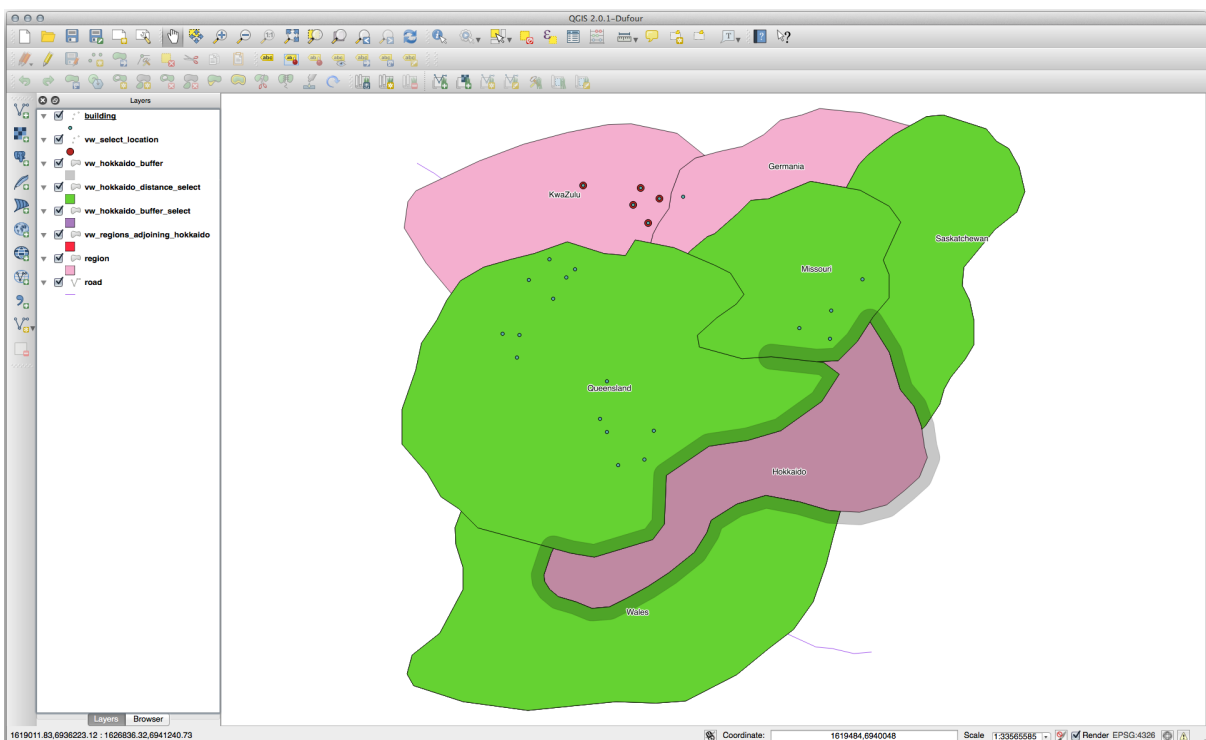 QGIS 2.0.1-Dufour
Layers
building
vw_select_location
vw_hokkaido_buffer
vw_hokkaido_distance_select
vw_hokkaido_buffer_select
vw_regions_adjoining_hokkaido
region
road
Germania
KwaZulu
Saskatchewan
Missouri
Queensland
Hokkaido
Wales
Layers Browser
1619011.83,6936223.12 : 1626836.32,6941240.73 Coordinate: 1619484,6940048 Scale 1:33565585 Render EPSG:4326